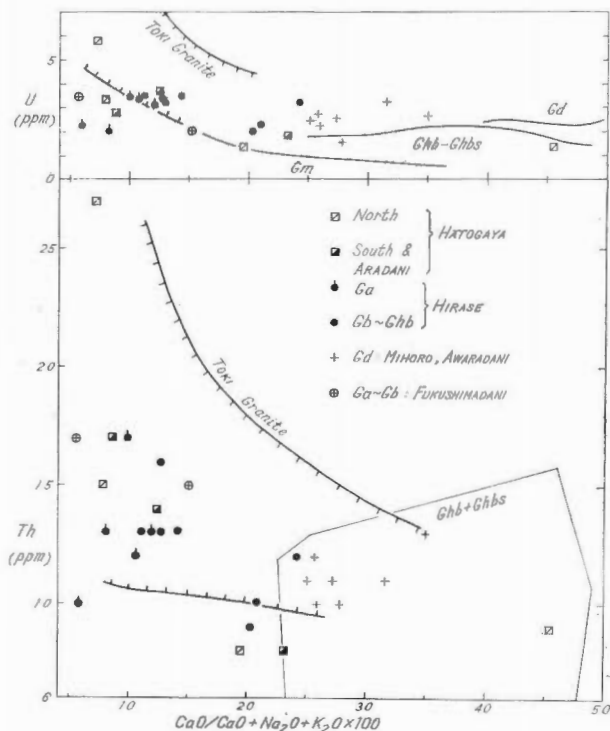 TOKI GRANITE
5
U
(ppm)
0
Gd
Ghb-Ghbs
Gm
North
South &
ARADANI
HATOGAYA
Ga
Gb~Ghb
HIRASE
Gd : MIHORO, AWARADANI
Ga~Gb : FUKUSHIMADANI
25
20
TOKI GRANITE
15
Th
(ppm)
Ghb+Ghbs
10
6
10
20
30
40
50
CaO/CaO+Na2O+K2O×100